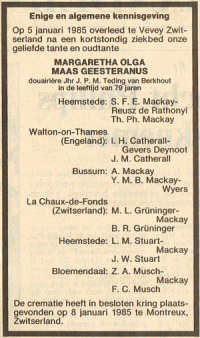 Enige en algemene kennisgeving
Op 5 januari 1985 overleed te Vevey Zwit-
serland na een kortstondig ziekbed onze
geliefde tante en oudtante
MARGARETHA OLGA
MAAS GEESTERANUS
douairière Jhr J. P. M. Teding van Berkhout
in de leeftijd van 79 jaren
Heemstede: S. F. E. Mackay-
Reusz de Rathonyi
Th. Ph. Mackay
Walton-on-Thames
(Engeland): I. H. Catherall-
Gevers Deynoot
J. M. Catherall
Bussum: A. Mackay
Y. M. B. Mackay-
Wyers
La Chaux-de-Fonds
(Zwitserland): M. L. Grüninger-
Mackay
B. R. Grüninger
Heemstede: L. M. Stuart-
Mackay
J. W. Stuart
Bloemendaal: Z. A. Musch-
Mackay
F. C. Musch
De crematie heeft in besloten kring plaats-
gevonden op 8 januari 1985 te Montreux,
Zwitserland.